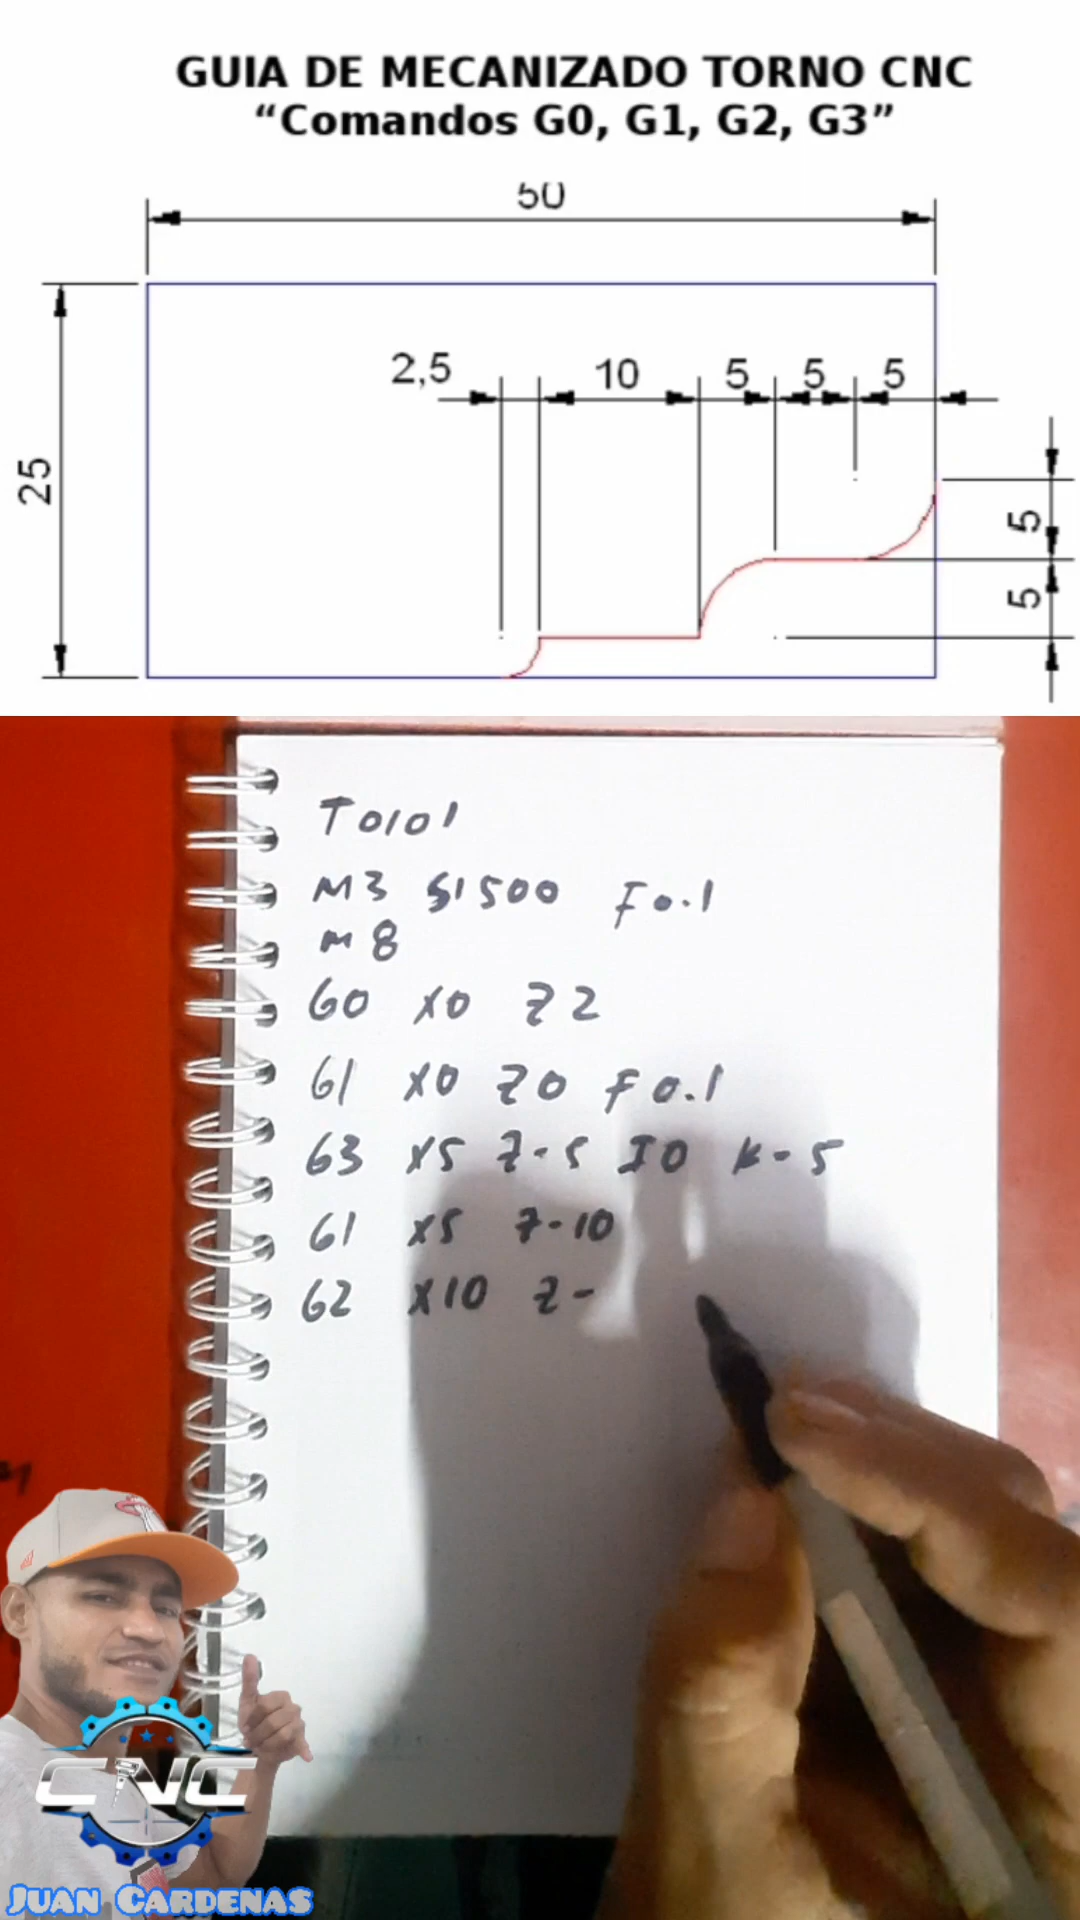 GUIA DE MECANIZADO TORNO CNC
“Comandos G0, G1, G2, G3”
50
2,5
10
5
5
5
25
5
5
T0101
M3 S1500 F0.1
M8
G0 X0 Z2
G1 X0 Z0 F0.1
G3 X5 Z-5 I0 K-5
G1 X5 Z-10
G2 X10 Z-
CNC
JUAN CARDENAS